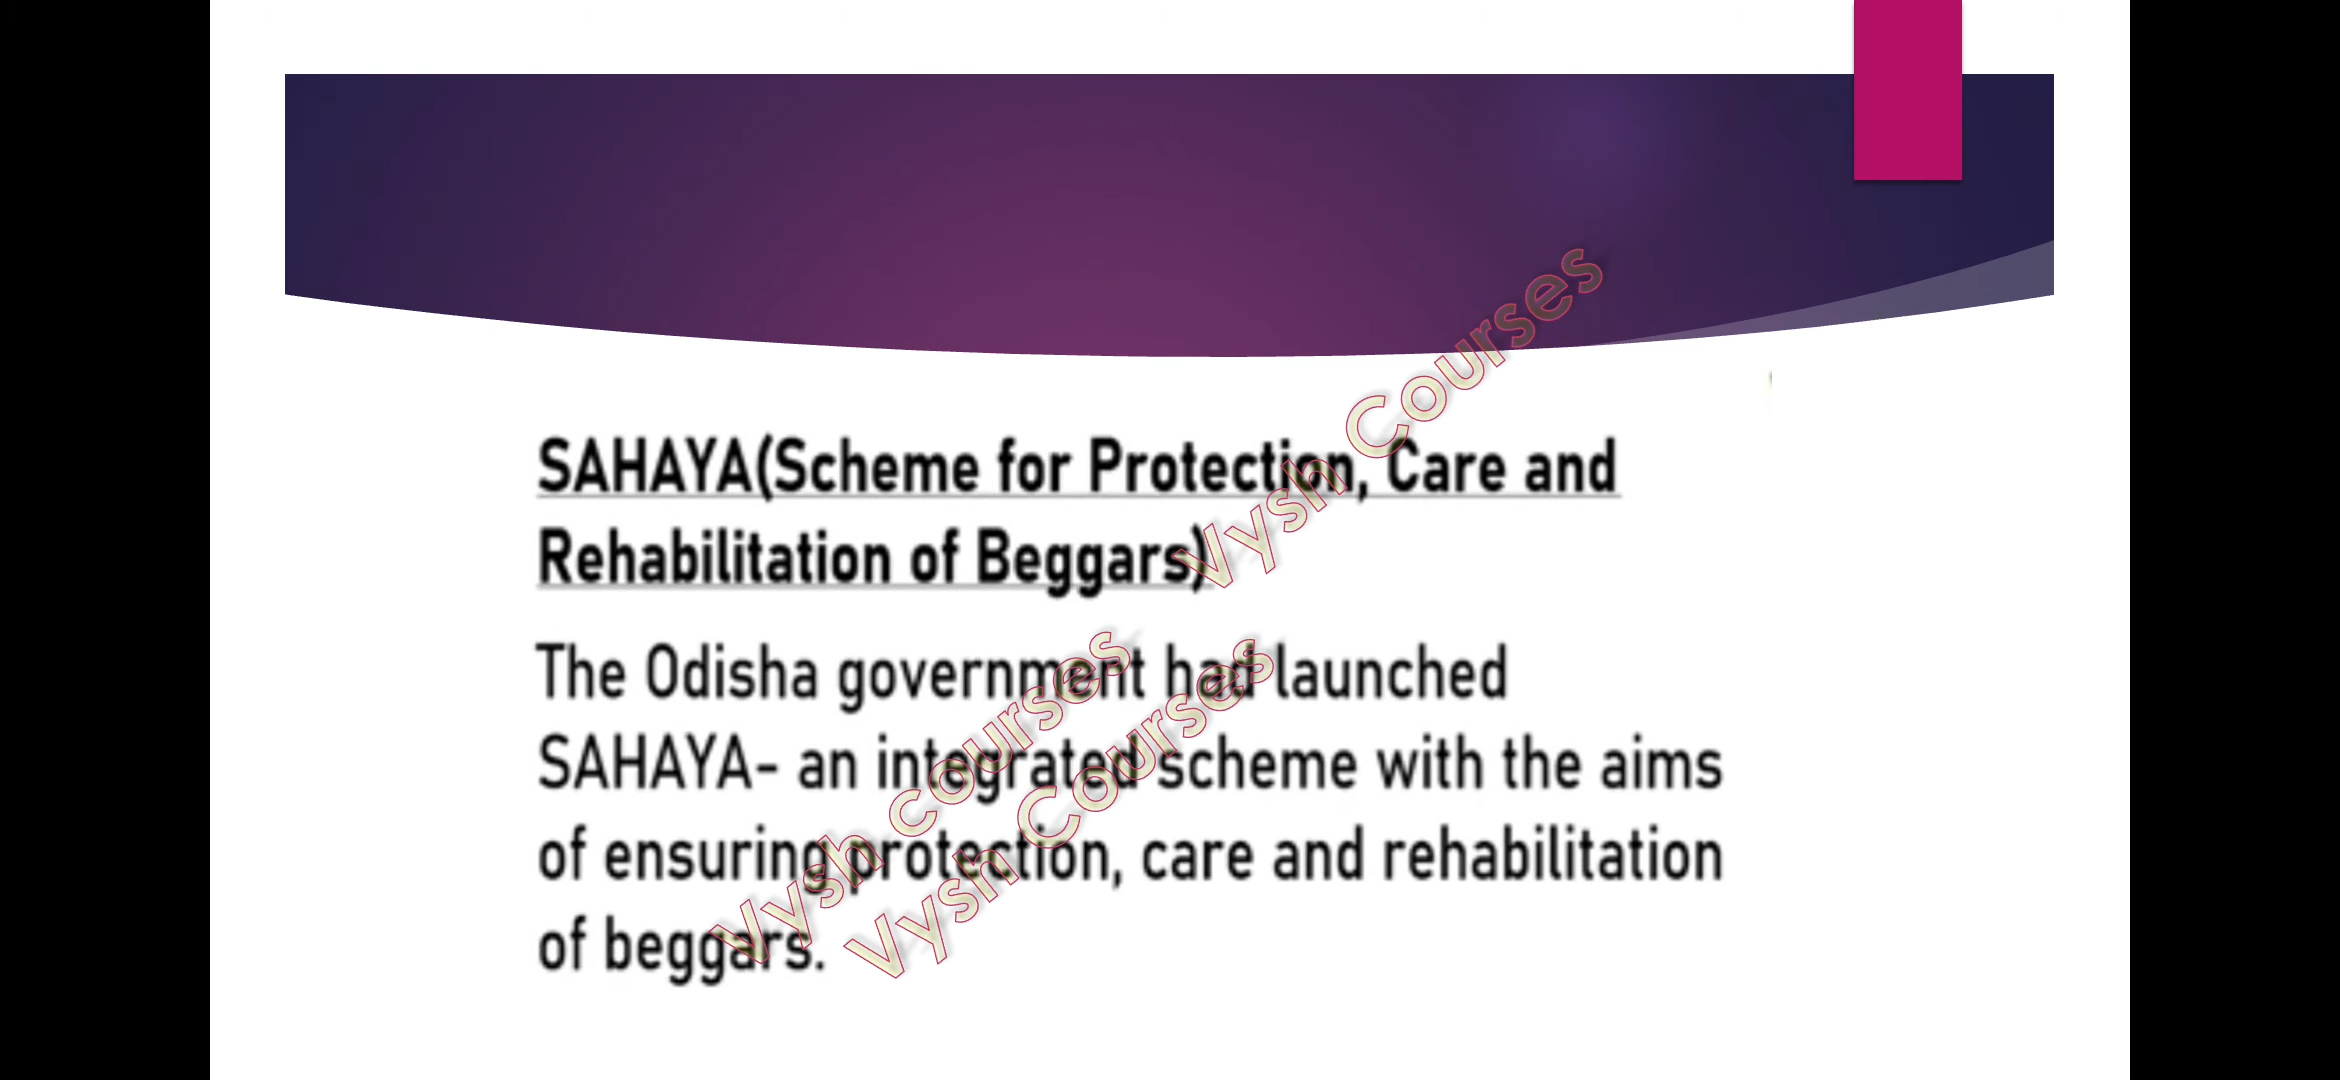 SAHAYA(Scheme for Protection, Care and
Rehabilitation of Beggars)
The Odisha government had launched
SAHAYA- an integrated scheme with the aims
of ensuring protection, care and rehabilitation
of beggars.
Vysh Courses
Vysh courses
Vysh Courses